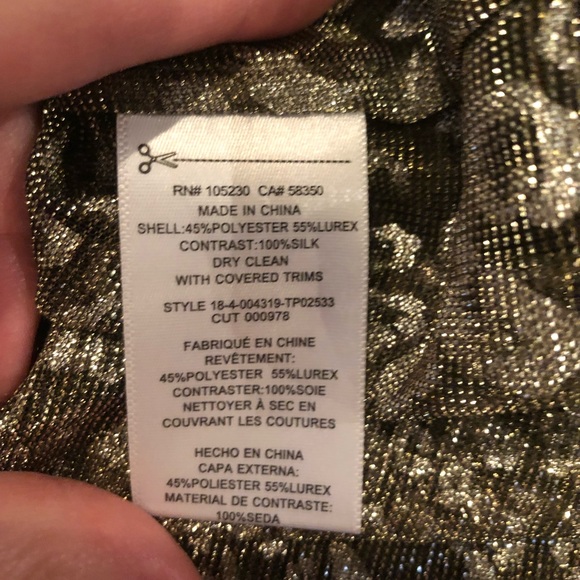 RN# 105230 CA# 58350
MADE IN CHINA
SHELL:45%POLYESTER 55%LUREX
CONTRAST:100%SILK
DRY CLEAN
WITH COVERED TRIMS
STYLE 18-4-004319-TP02533
CUT 000978
FABRIQUÉ EN CHINE
REVÊTEMENT:
45%POLYESTER 55%LUREX
CONTRASTER:100%SOIE
NETTOYER À SEC EN
COUVRANT LES COUTURES
HECHO EN CHINA
CAPA EXTERNA:
45%POLIESTER 55%LUREX
MATERIAL DE CONTRASTE:
100%SEDA